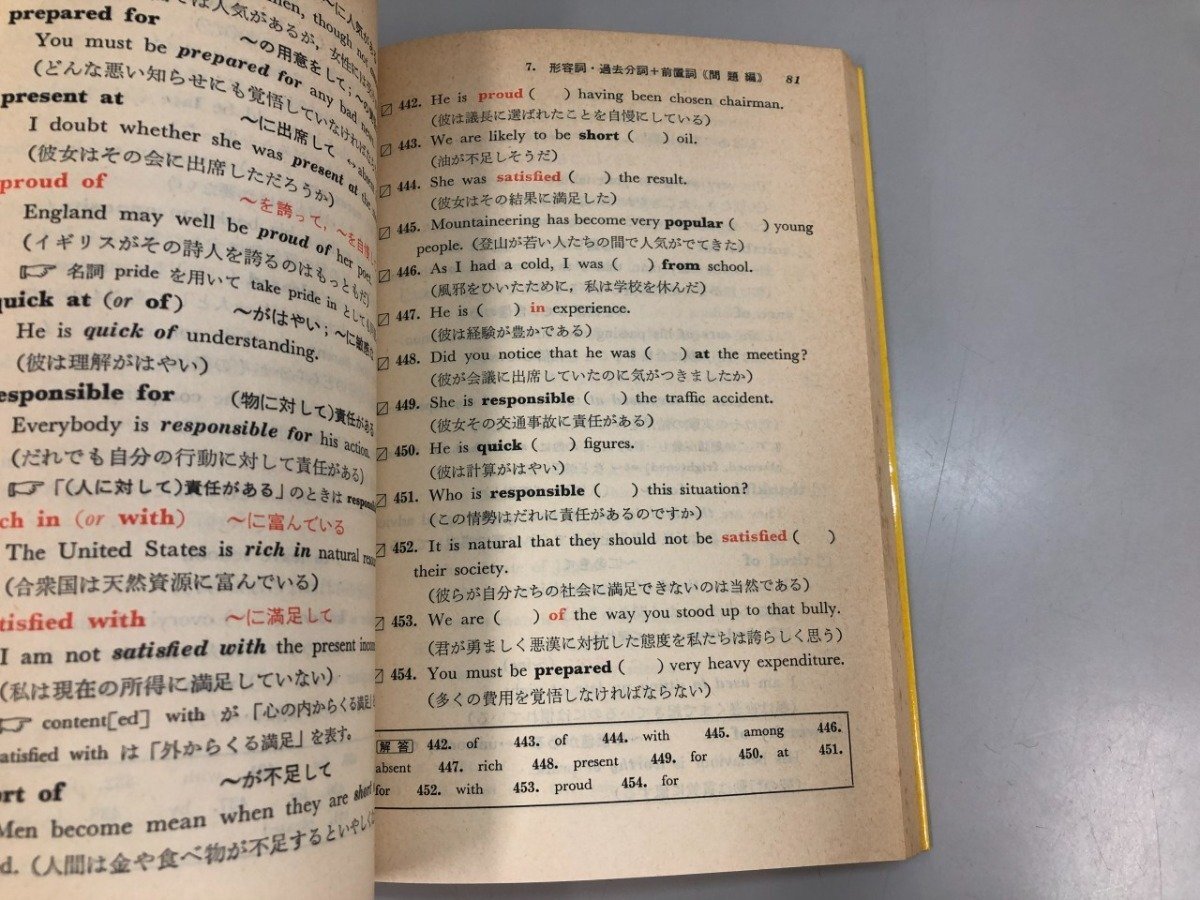 prepared for
～の用意をして；～の
You must be prepared for any bad news
(どんな悪い知らせにも覚悟していなければ
present at
～に出席して ↔
I doubt whether she was present at the
(彼女はその会に出席しただろうか)
proud of
～を誇って，～を自慢
England may well be proud of her poet.
(イギリスがその詩人を誇るのはもっともだ)
☞ 名詞 pride を用いて take pride in として
quick at (or of)
～がはやい；～に敏感
He is quick of understanding.
(彼は理解がはやい)
esponsible for
(物に対して)責任がある
Everybody is responsible for his action.
(だれでも自分の行動に対して責任がある)
☞「(人に対して)責任がある」のときは
ch in (or with)
～に富んでいる
The United States is rich in natural
(合衆国は天然資源に富んでいる)
tisfied with
～に満足して
I am not satisfied with the present income
(私は現在の所得に満足していない)
☞ content[ed] with が「心の内からくる満足」
satisfied with は「外からくる満足」を表す。
ort of
～が不足して
Men become mean when they are short
d. (人間は金や食べ物が不足するといやしく
7. 形容詞・過去分詞＋前置詞《問題編》 81
442. He is proud ( ) having been chosen chairman.
(彼は議長に選ばれたことを自慢にしている)
443. We are likely to be short ( ) oil.
(油が不足しそうだ)
444. She was satisfied ( ) the result.
(彼女はその結果に満足した)
445. Mountaineering has become very popular ( ) young
people. (登山が若い人たちの間で人気がでてきた)
446. As I had a cold, I was ( ) from school.
(風邪をひいたために，私は学校を休んだ)
447. He is ( ) in experience.
(彼は経験が豊かである)
448. Did you notice that he was ( ) at the meeting?
(彼が会議に出席していたのに気がつきましたか)
449. She is responsible ( ) the traffic accident.
(彼女その交通事故に責任がある)
450. He is quick ( ) figures.
(彼は計算がはやい)
451. Who is responsible ( ) this situation?
(この情勢はだれに責任があるのですか)
452. It is natural that they should not be satisfied ( )
their society.
(彼らが自分たちの社会に満足できないのは当然である)
453. We are ( ) of the way you stood up to that bully.
(君が勇ましく悪漢に対抗した態度を私たちは誇らしく思う)
454. You must be prepared ( ) very heavy expenditure.
(多くの費用を覚悟しなければならない)
解答 442. of 443. of 444. with 445. among 446.
absent 447. rich 448. present 449. for 450. at 451.
for 452. with 453. proud 454. for